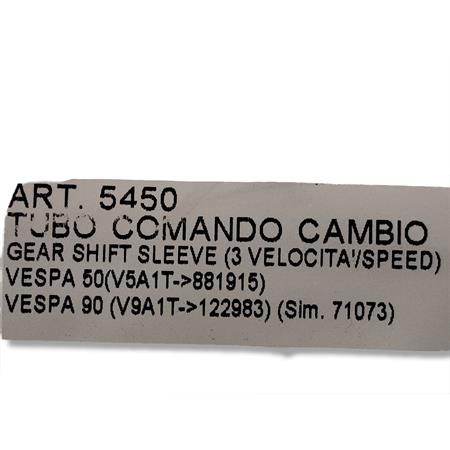 ART. 5450
TUBO COMANDO CAMBIO
GEAR SHIFT SLEEVE (3 VELOCITA'/SPEED)
VESPA 50(V5A1T->881915)
VESPA 90 (V9A1T->122983) (Sim. 71073)